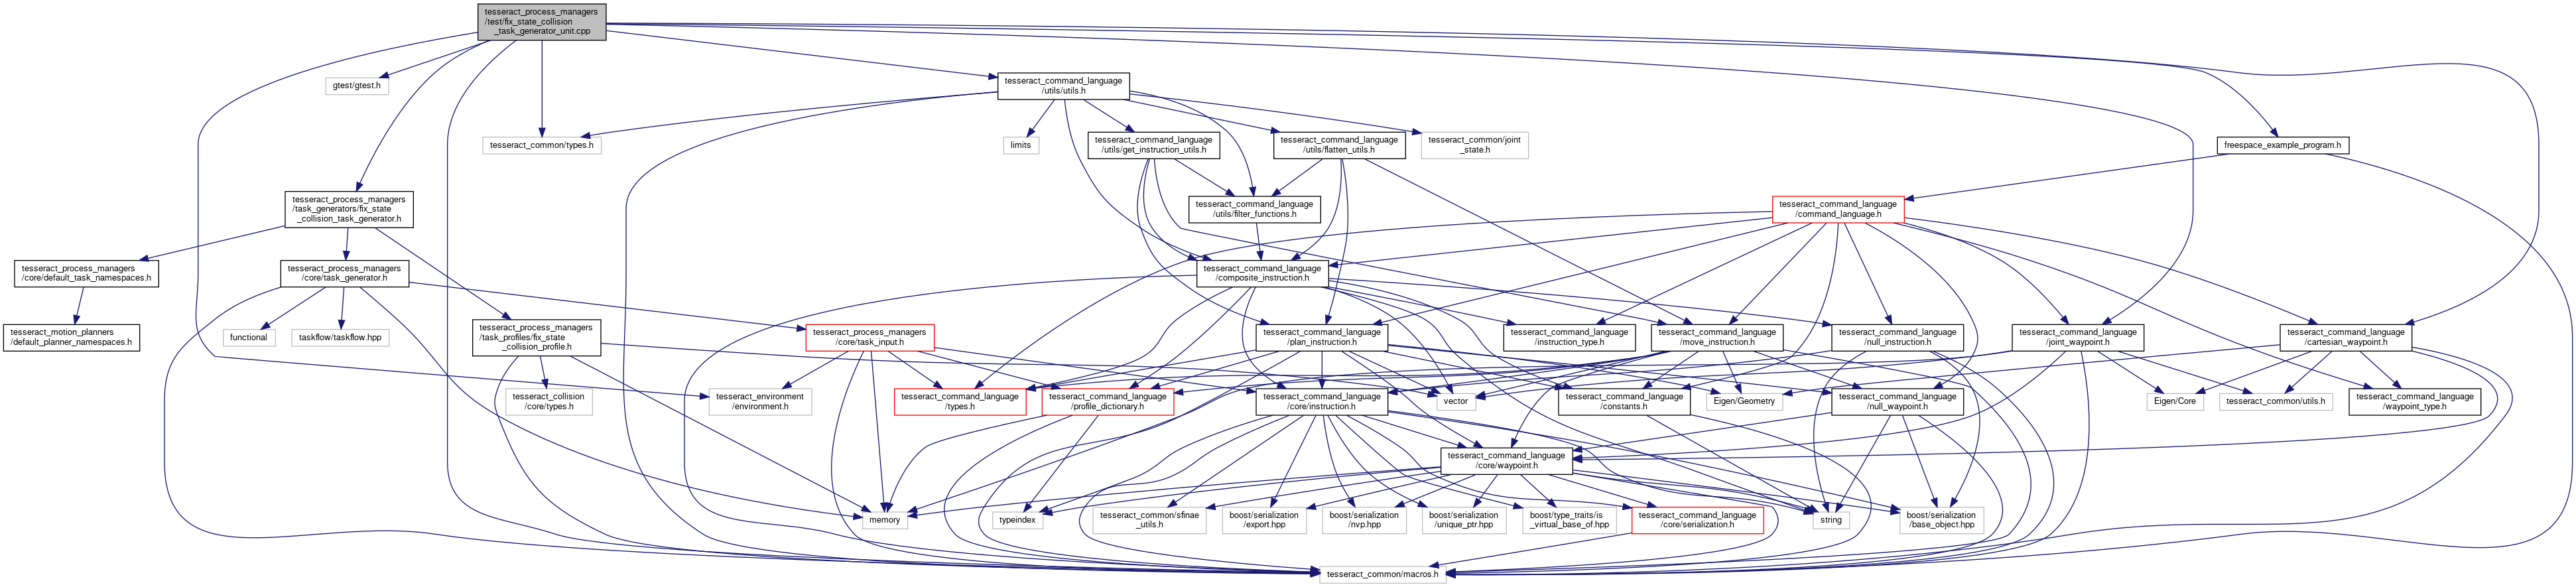 tesseract_process_managers
/test/fix_state_collision
_task_generator_unit.cpp
gtest/gtest.h
tesseract_command_language
/utils/utils.h
tesseract_common/types.h
limits
tesseract_command_language
/utils/get_instruction_utils.h
tesseract_command_language
/utils/flatten_utils.h
tesseract_common/joint
_state.h
freespace_example_program.h
tesseract_process_managers
/task_generators/fix_state
_collision_task_generator.h
tesseract_command_language
/utils/filter_functions.h
tesseract_command_language
/command_language.h
tesseract_process_managers
/core/default_task_namespaces.h
tesseract_process_managers
/core/task_generator.h
tesseract_command_language
/composite_instruction.h
tesseract_motion_planners
/default_planner_namespaces.h
functional
taskflow/taskflow.hpp
tesseract_process_managers
/task_profiles/fix_state
_collision_profile.h
tesseract_process_managers
/core/task_input.h
tesseract_command_language
/plan_instruction.h
tesseract_command_language
/instruction_type.h
tesseract_command_language
/move_instruction.h
tesseract_command_language
/null_instruction.h
tesseract_command_language
/joint_waypoint.h
tesseract_command_language
/cartesian_waypoint.h
tesseract_collision
/core/types.h
tesseract_environment
/environment.h
tesseract_command_language
/types.h
tesseract_command_language
/profile_dictionary.h
tesseract_command_language
/core/instruction.h
vector
tesseract_command_language
/constants.h
Eigen/Geometry
tesseract_command_language
/null_waypoint.h
Eigen/Core
tesseract_common/utils.h
tesseract_command_language
/waypoint_type.h
tesseract_command_language
/core/waypoint.h
memory
typeindex
tesseract_common/sfinae
_utils.h
boost/serialization
/export.hpp
boost/serialization
/nvp.hpp
boost/serialization
/unique_ptr.hpp
boost/type_traits/is
_virtual_base_of.hpp
tesseract_command_language
/core/serialization.h
string
boost/serialization
/base_object.hpp
tesseract_common/macros.h